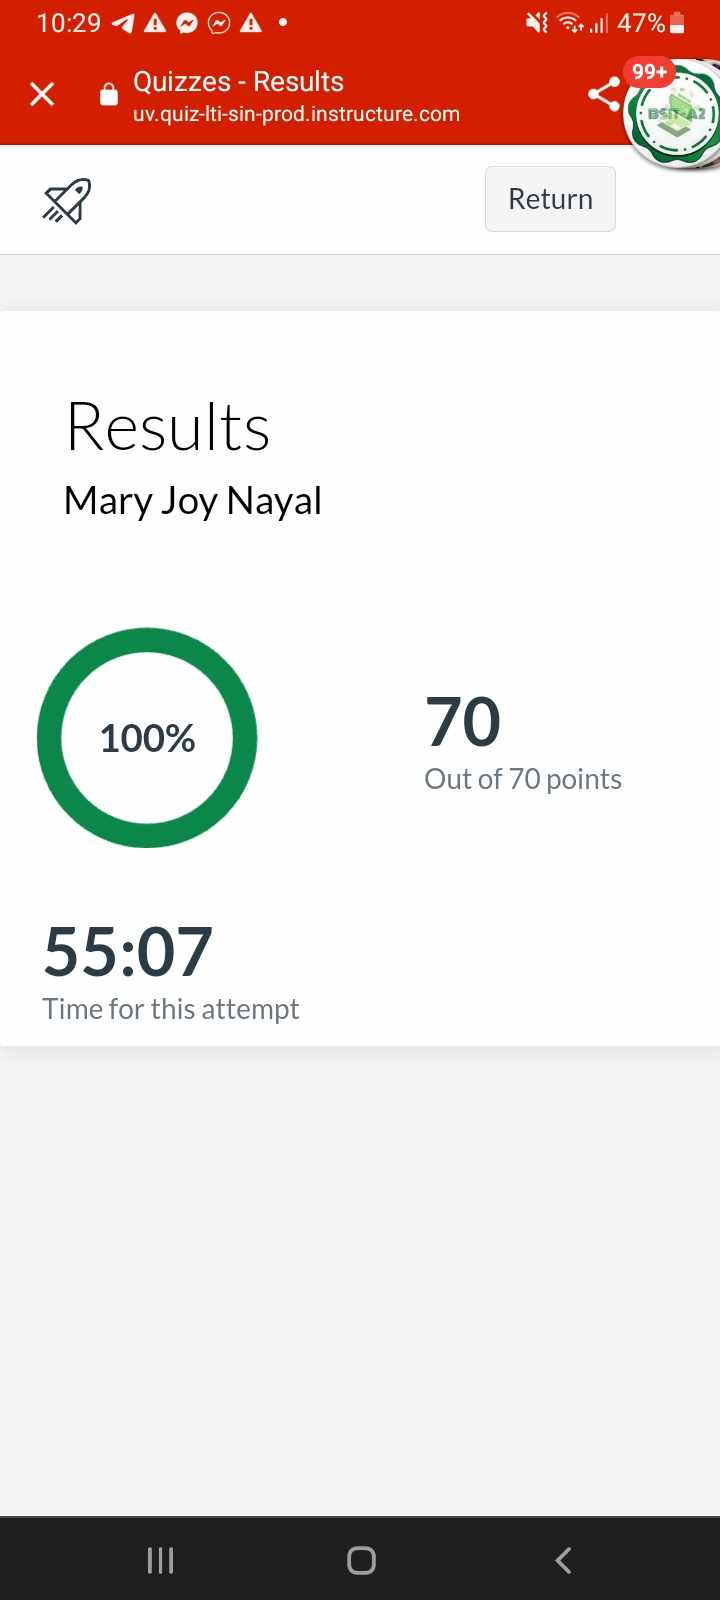 10:29
47%
Quizzes - Results
uv.quiz-lti-sin-prod.instructure.com
99+
BSIT-A2
Return
Results
Mary Joy Nayal
100%
70
Out of 70 points
55:07
Time for this attempt